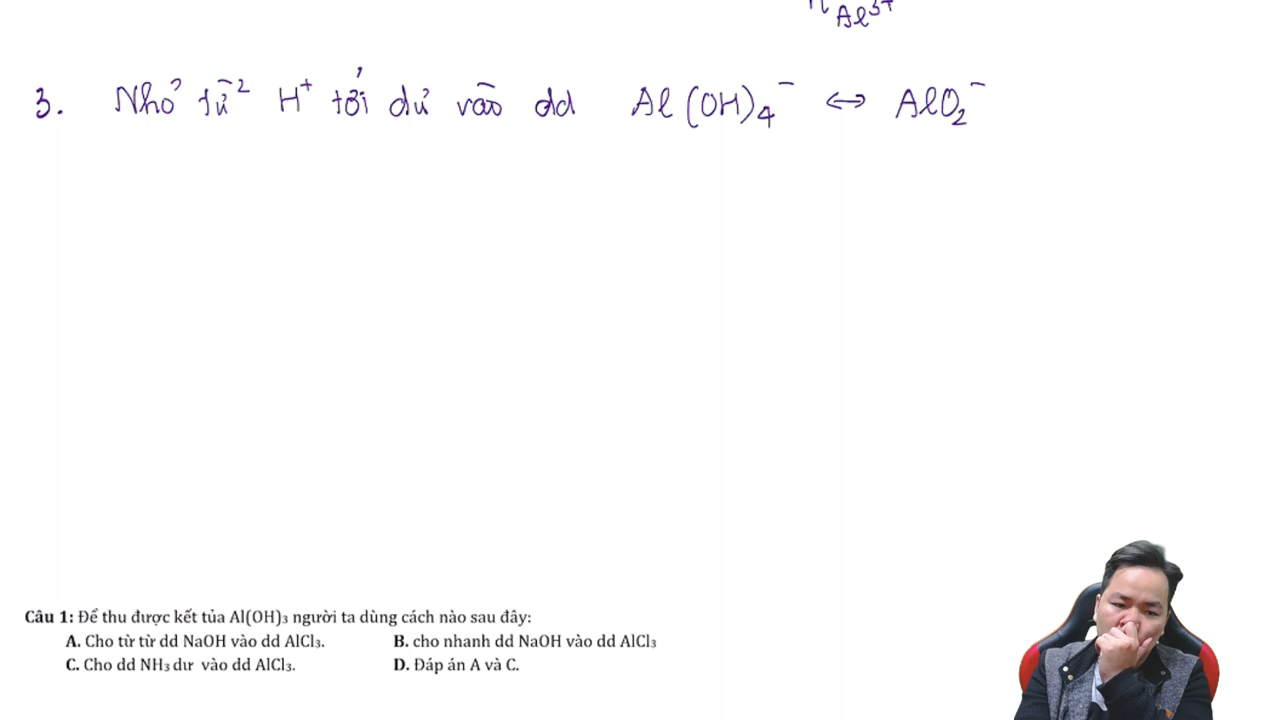 Al³⁺
3. Nhỏ từ² H⁺ tới dư vào dd Al(OH)₄⁻ ↔ AlO₂⁻
Câu 1: Để thu được kết tủa Al(OH)₃ người ta dùng cách nào sau đây:
A. Cho từ từ dd NaOH vào dd AlCl₃. B. cho nhanh dd NaOH vào dd AlCl₃
C. Cho dd NH₃ dư vào dd AlCl₃. D. Đáp án A và C.